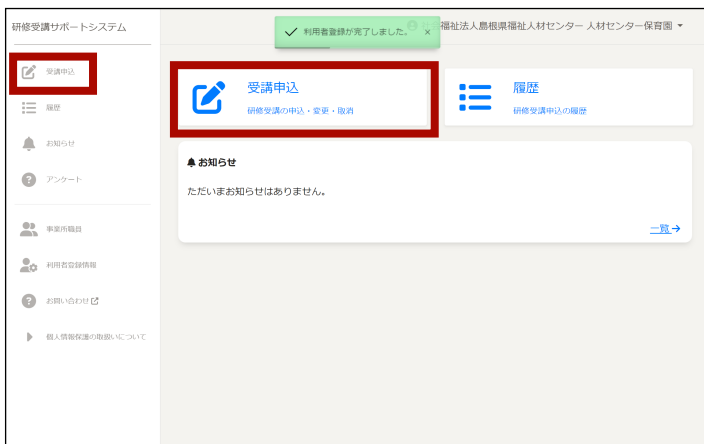 研修受講サポートシステム
利用者登録が完了しました。 ×
福祉法人島根県福祉人材センター 人材センター保育園
受講申込
履歴
お知らせ
アンケート
事業所職員
利用者登録情報
お問い合わせ
個人情報保護の取扱いについて
受講申込
研修受講の申込・変更・取消
履歴
研修受講申込の履歴
お知らせ
ただいまお知らせはありません。
一覧→